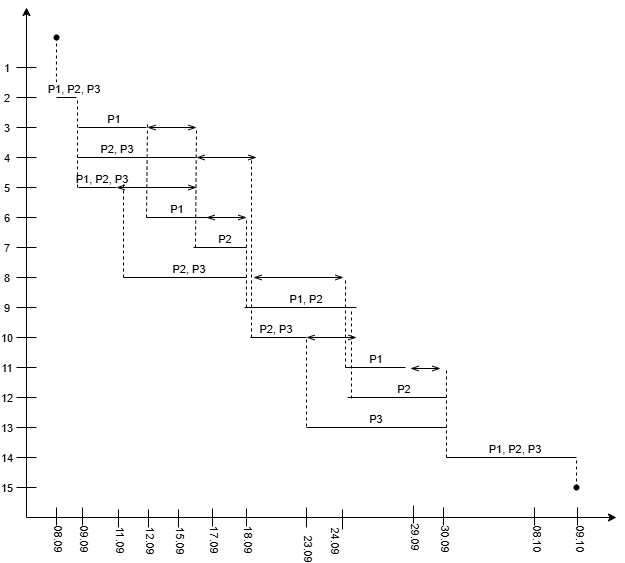 1
P1, P2, P3
2
P1
3
P2, P3
4
P1, P2, P3
5
P1
6
P2
7
P2, P3
8
P1, P2
9
P2, P3
10
P1
11
P2
12
P3
13
P1, P2, P3
14
15
08.09
09.09
11.09
12.09
15.09
17.09
18.09
23.09
24.09
29.09
30.09
08.10
09.10